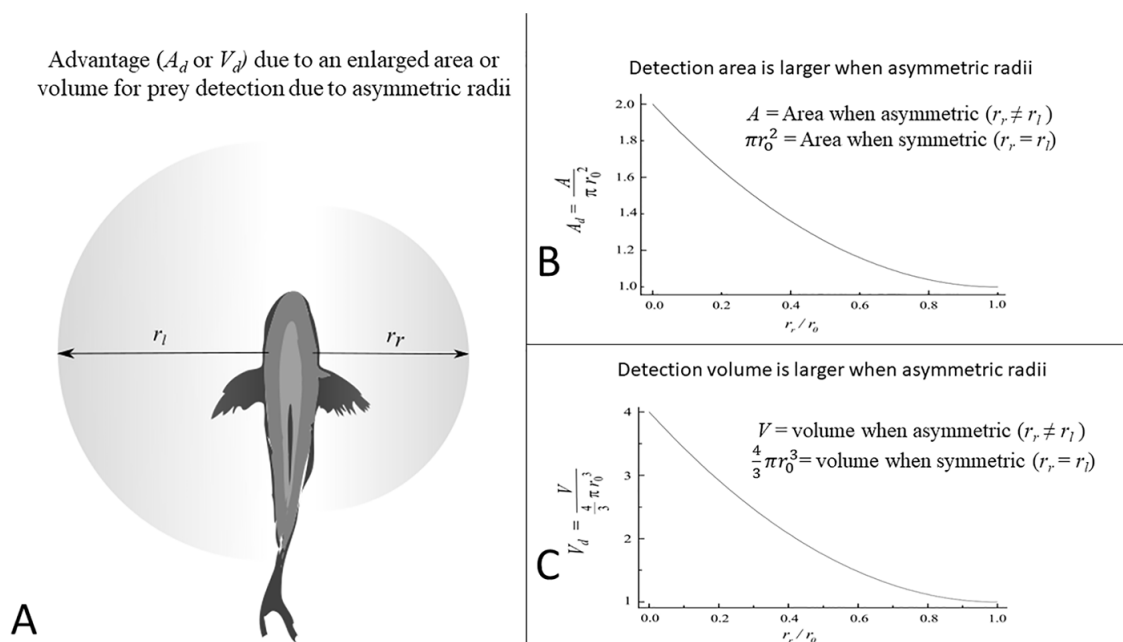 Advantage (A_d or V_d) due to an enlarged area or
volume for prey detection due to asymmetric radii
r_l
r_r
A
Detection area is larger when asymmetric radii
A = Area when asymmetric (r_r ≠ r_l)
πr_0^2 = Area when symmetric (r_r = r_l)
A_d = A / π r_0^2
2.0
1.8
1.6
1.4
1.2
1.0
0.0 0.2 0.4 0.6 0.8 1.0
r_r / r_o
B
Detection volume is larger when asymmetric radii
V = volume when asymmetric (r_r ≠ r_l)
4/3 πr_0^3 = volume when symmetric (r_r = r_l)
V_d = V / 4/3 π r_0^3
4
3
2
1
0.0 0.2 0.4 0.6 0.8 1.0
r_r / r_o
C